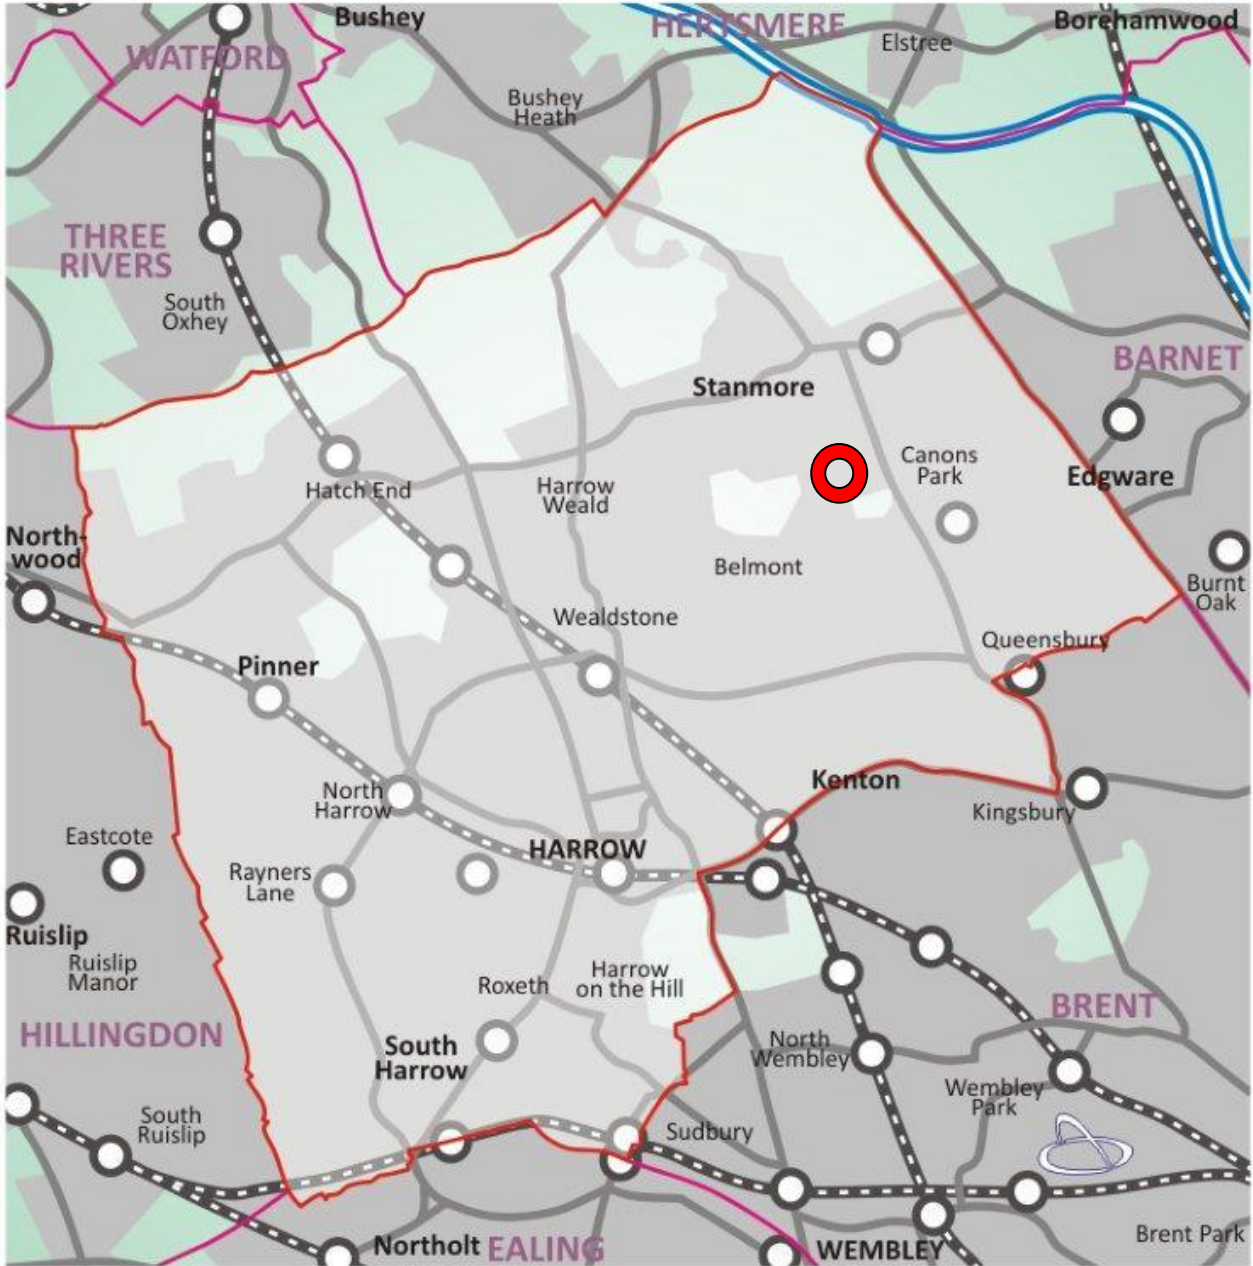 Bushey
HERTSMERE
Borehamwood
WATFORD
Elstree
Bushey
Heath
THREE
RIVERS
South
Oxhey
BARNET
Stanmore
Canons
Park
Edgware
Hatch End
Harrow
Weald
North-
wood
Belmont
Burnt
Oak
Wealdstone
Queensbury
Pinner
Kenton
North
Harrow
Kingsbury
Eastcote
HARROW
Rayners
Lane
Ruislip
Ruislip
Manor
Harrow
on the Hill
Roxeth
BRENT
HILLINGDON
South
Harrow
North
Wembley
Wembley
Park
South
Ruislip
Sudbury
Brent Park
Northolt
EALING
WEMBLEY